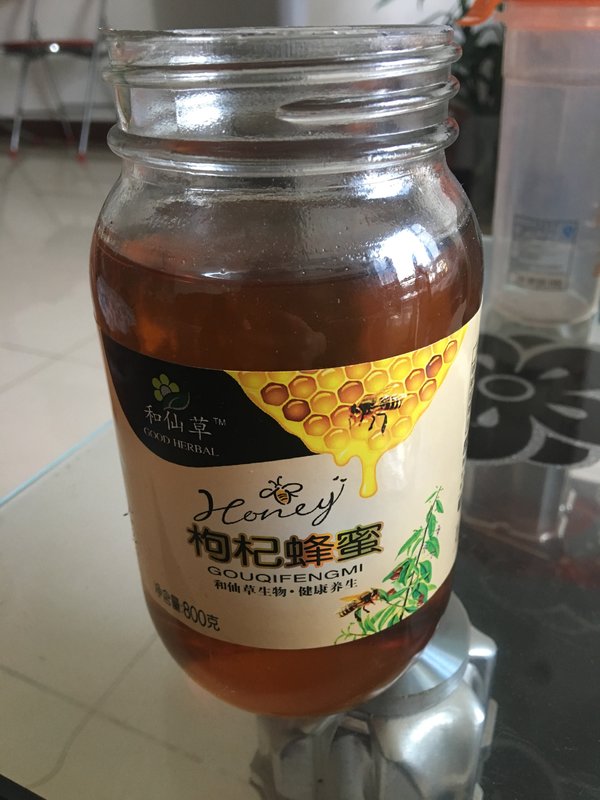 和仙草™
GOOD HERBAL
Honey
枸杞蜂蜜
GOUQIFENGMI
和仙草生物·健康养生
净含量:800克